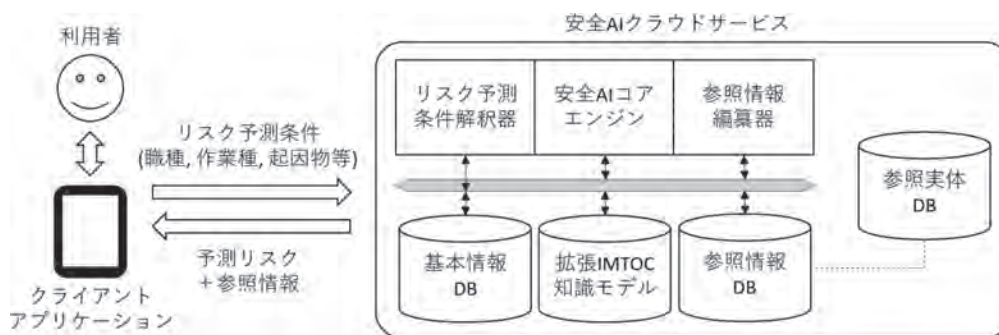 利用者
リスク予測条件
(職種, 作業種, 起因物等)
予測リスク
＋参照情報
クライアント
アプリケーション
安全AIクラウドサービス
リスク予測
条件解釈器
安全AIコア
エンジン
参照情報
編纂器
基本情報
DB
拡張IMTOC
知識モデル
参照情報
DB
参照実体
DB